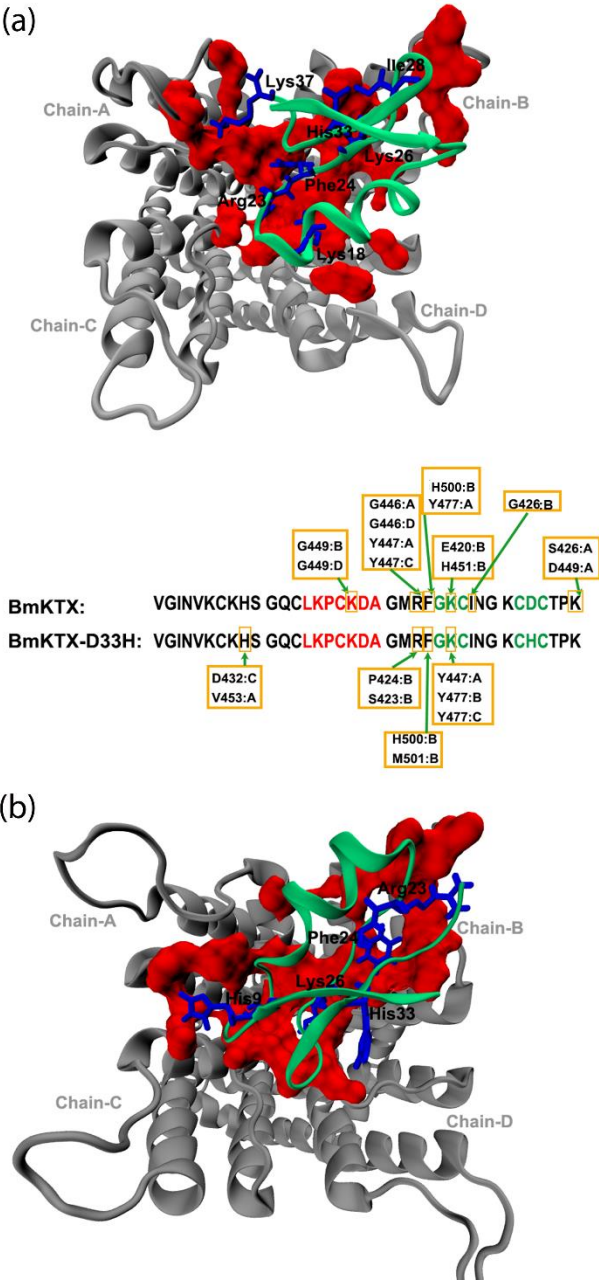 (a)
Lys37
Ile28
Chain-A
Chain-B
His33
Lys26
Phe24
Arg23
Lys18
Chain-C
Chain-D
H500:B
Y477:A
G446:A
G446:D
Y447:A
Y447:C
G426:B
G449:B
G449:D
E420:B
H451:B
S426:A
D449:A
BmKTX: VGINVKCKHS GQCLKPCKDA GMRFGKCING KCDCTPK
BmKTX-D33H: VGINVKCKHS GQCLKPCKDA GMRFGKCING KCHCTPK
D432:C
V453:A
P424:B
S423:B
Y447:A
Y477:B
Y477:C
H500:B
M501:B
(b)
Chain-A
Arg23
Chain-B
Phe24
Lys26
His9
His33
Chain-C
Chain-D